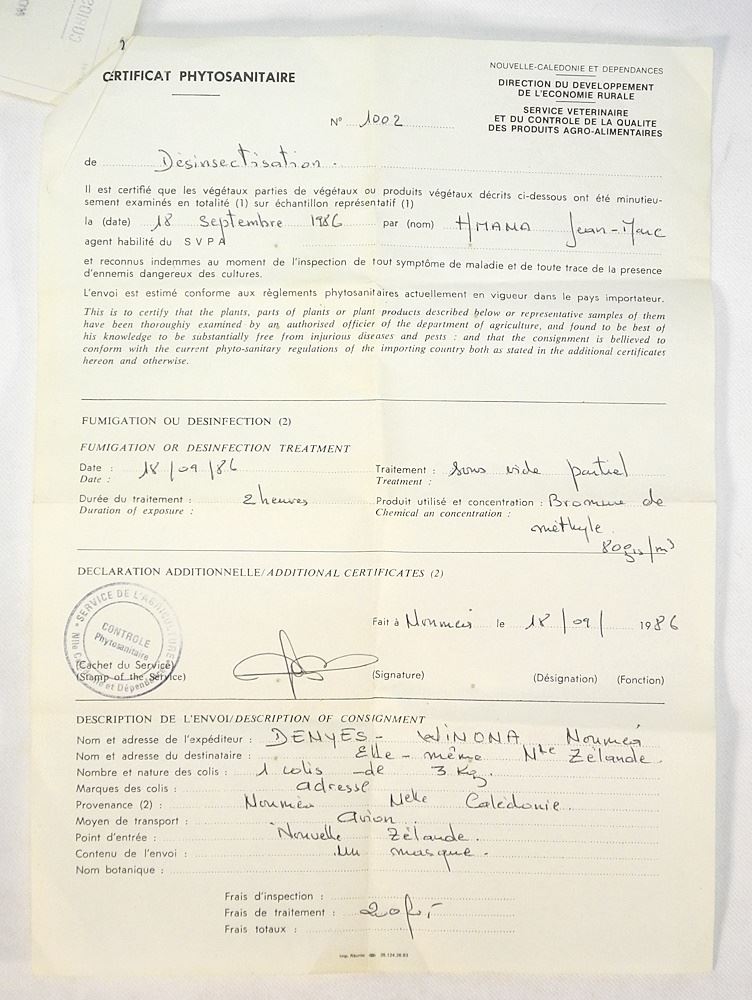 CERTIFICAT PHYTOSANITAIRE
NOUVELLE-CALEDONIE ET DEPENDANCES
DIRECTION DU DEVELOPPEMENT
DE L'ECONOMIE RURALE
SERVICE VETERINAIRE
ET DU CONTROLE DE LA QUALITE
DES PRODUITS AGRO-ALIMENTAIRES
N° 1002
de Désinsectisation.
Il est certifié que les végétaux parties de végétaux ou produits végétaux décrits ci-dessous ont été minutieu-
sement examinés en totalité (1) sur échantillon représentatif (1)
la (date) 18 Septembre 1986 par (nom) HMANA Jean-Marc
agent habilité du S V P A
et reconnus indemmes au moment de l'inspection de tout symptôme de maladie et de toute trace de la presence
d'ennemis dangereux des cultures.
L'envoi est estimé conforme aux règlements phytosanitaires actuellement en vigueur dans le pays importateur.
This is to certify that the plants, parts of plants or plant products described below or representative samples of them
have been thoroughly examined by an authorised officier of the department of agriculture, and found to be best of
his knowledge to be substantially free from injurious diseases and pests : and that the consignment is bellieved to
conform with the current phyto-sanitary regulations of the importing country both as stated in the additional certificates
hereon and otherwise.
FUMIGATION OU DESINFECTION (2)
FUMIGATION OR DESINFECTION TREATMENT
Date : 18/09/86 Traitement : sous vide partiel
Date : Treatment :
Durée du traitement : 2 heures Produit utilisé et concentration : Bromure de
Duration of exposure : Chemical an concentration :
méthyle
80grs/m³
DECLARATION ADDITIONNELLE/ADDITIONAL CERTIFICATES (2)
SERVICE DE L'AGRICULTURE
CONTROLE
Phytosanitaire
Fait à Nouméa le 18/09/ 1986
(Cachet du Service)
(Stamp of the Service) (Signature) (Désignation) (Fonction)
DESCRIPTION DE L'ENVOI/DESCRIPTION OF CONSIGNMENT
Nom et adresse de l'expéditeur : DENYES - WINONA Nouméa
Nom et adresse du destinataire : Elle-même Nlle Zélande.
Nombre et nature des colis : 1 colis de 3 Kg.
Marques des colis : adresse
Provenance (2) : Nouméa Nelle Calédonie.
Moyen de transport : Avion.
Point d'entrée : Nouvelle Zélande.
Contenu de l'envoi : un masque.
Nom botanique :
Frais d'inspection :
Frais de traitement : 20f,-
Frais totaux :